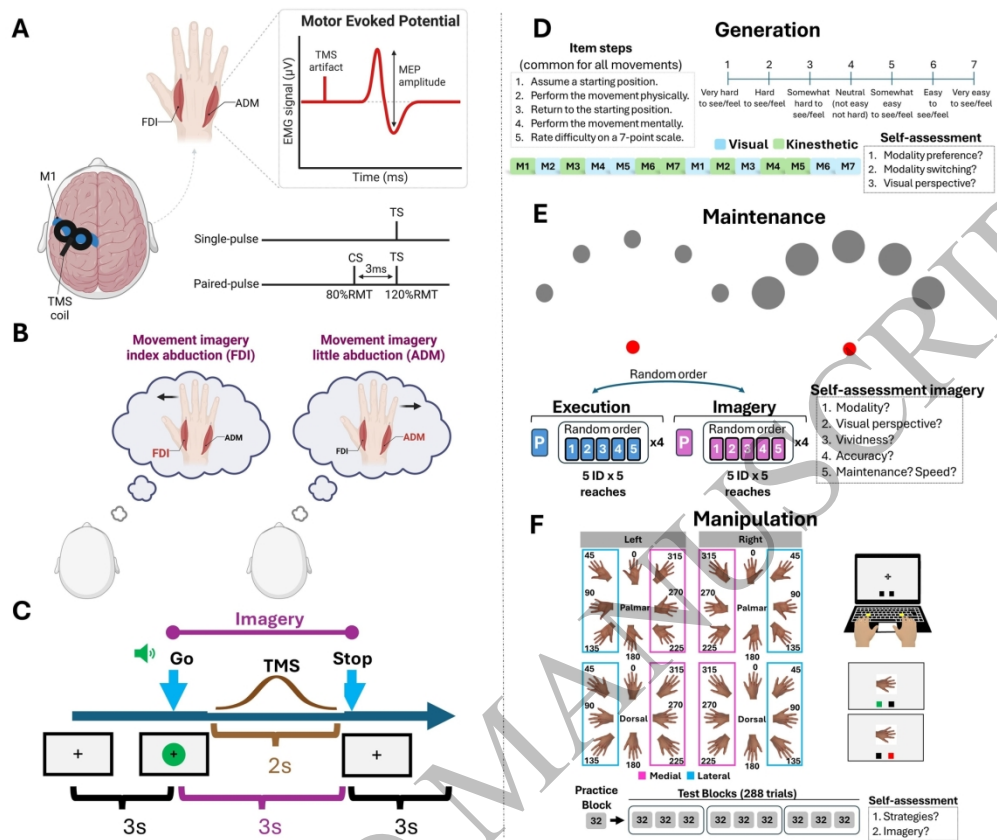 A
Motor Evoked Potential
TMS
artifact
MEP
amplitude
EMG signal (µV)
Time (ms)
FDI
ADM
M1
TMS
coil
Single-pulse
TS
Paired-pulse
CS
3ms
TS
80%RMT
120%RMT
B
Movement imagery
index abduction (FDI)
FDI
ADM
Movement imagery
little abduction (ADM)
FDI
ADM
C
Imagery
Go
TMS
Stop
2s
3s
3s
3s
D
Generation
Item steps
(common for all movements)
1. Assume a starting position.
2. Perform the movement physically.
3. Return to the starting position.
4. Perform the movement mentally.
5. Rate difficulty on a 7-point scale.
1 2 3 4 5 6 7
Very hard
to see/feel
Hard
to see/feel
Somewhat
hard to
see/feel
Neutral
(not easy
not hard)
Somewhat
easy
to see/feel
Easy
to
see/feel
Very easy to
see/feel
Visual Kinesthetic
M1 M2 M3 M4 M5 M6 M7 M1 M2 M3 M4 M5 M6 M7
Self-assessment
1. Modality preference?
2. Modality switching?
3. Visual perspective?
E
Maintenance
Random order
Execution
P
Random order
1 2 3 4 5
x4
5 ID x 5
reaches
Imagery
P
Random order
1 2 3 4 5
x4
5 ID x 5
reaches
Self-assessment imagery
1. Modality?
2. Visual perspective?
3. Vividness?
4. Accuracy?
5. Maintenance? Speed?
F
Manipulation
Left Right
45 0 315 315 0 45
90 Palmar 270 270 Palmar 90
135 180 225 225 180 135
45 0 315 315 0 45
90 Dorsal 270 270 Dorsal 90
135 180 225 225 180 135
Medial Lateral
Practice
Block
32
Test Blocks (288 trials)
32 32 32 32 32 32 32 32 32
Self-assessment
1. Strategies?
2. Imagery?